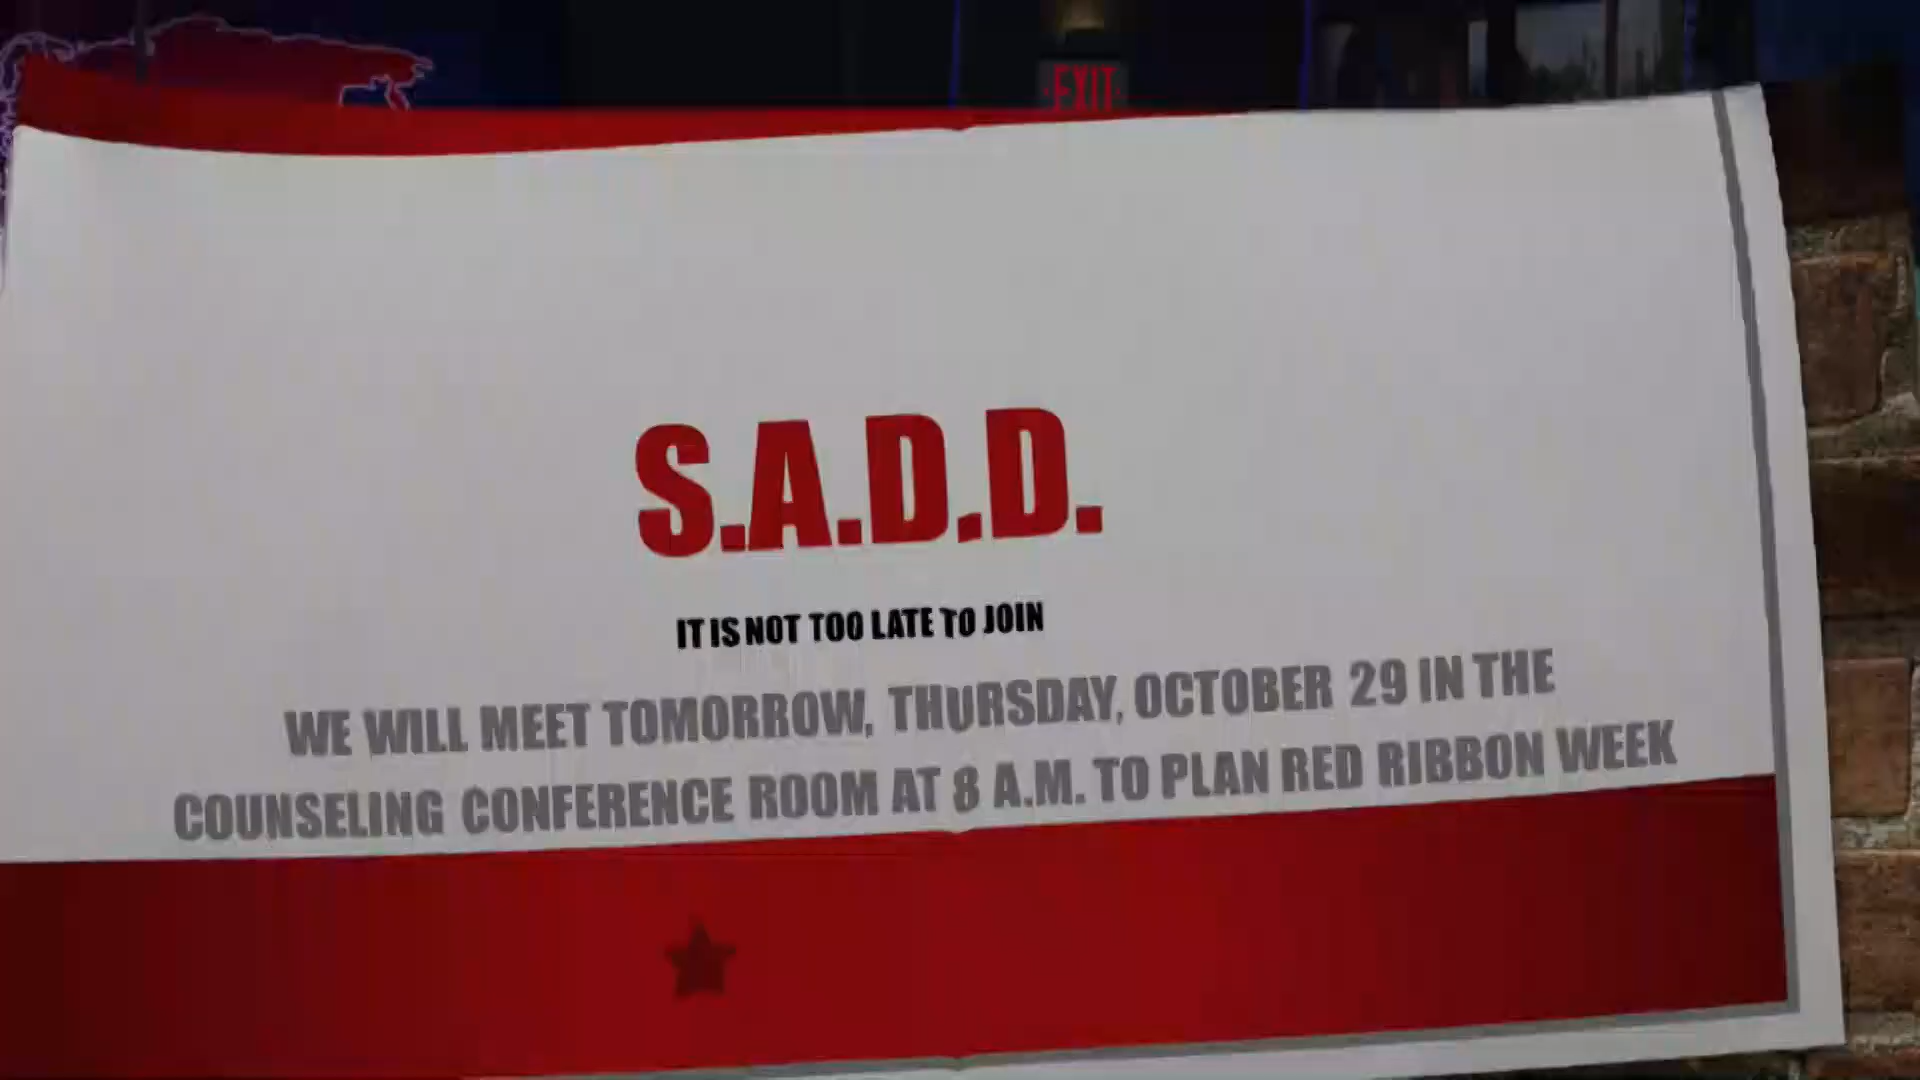 EXIT
S.A.D.D.
IT IS NOT TOO LATE TO JOIN
WE WILL MEET TOMORROW, THURSDAY, OCTOBER 29 IN THE
COUNSELING CONFERENCE ROOM AT 8 A.M. TO PLAN RED RIBBON WEEK